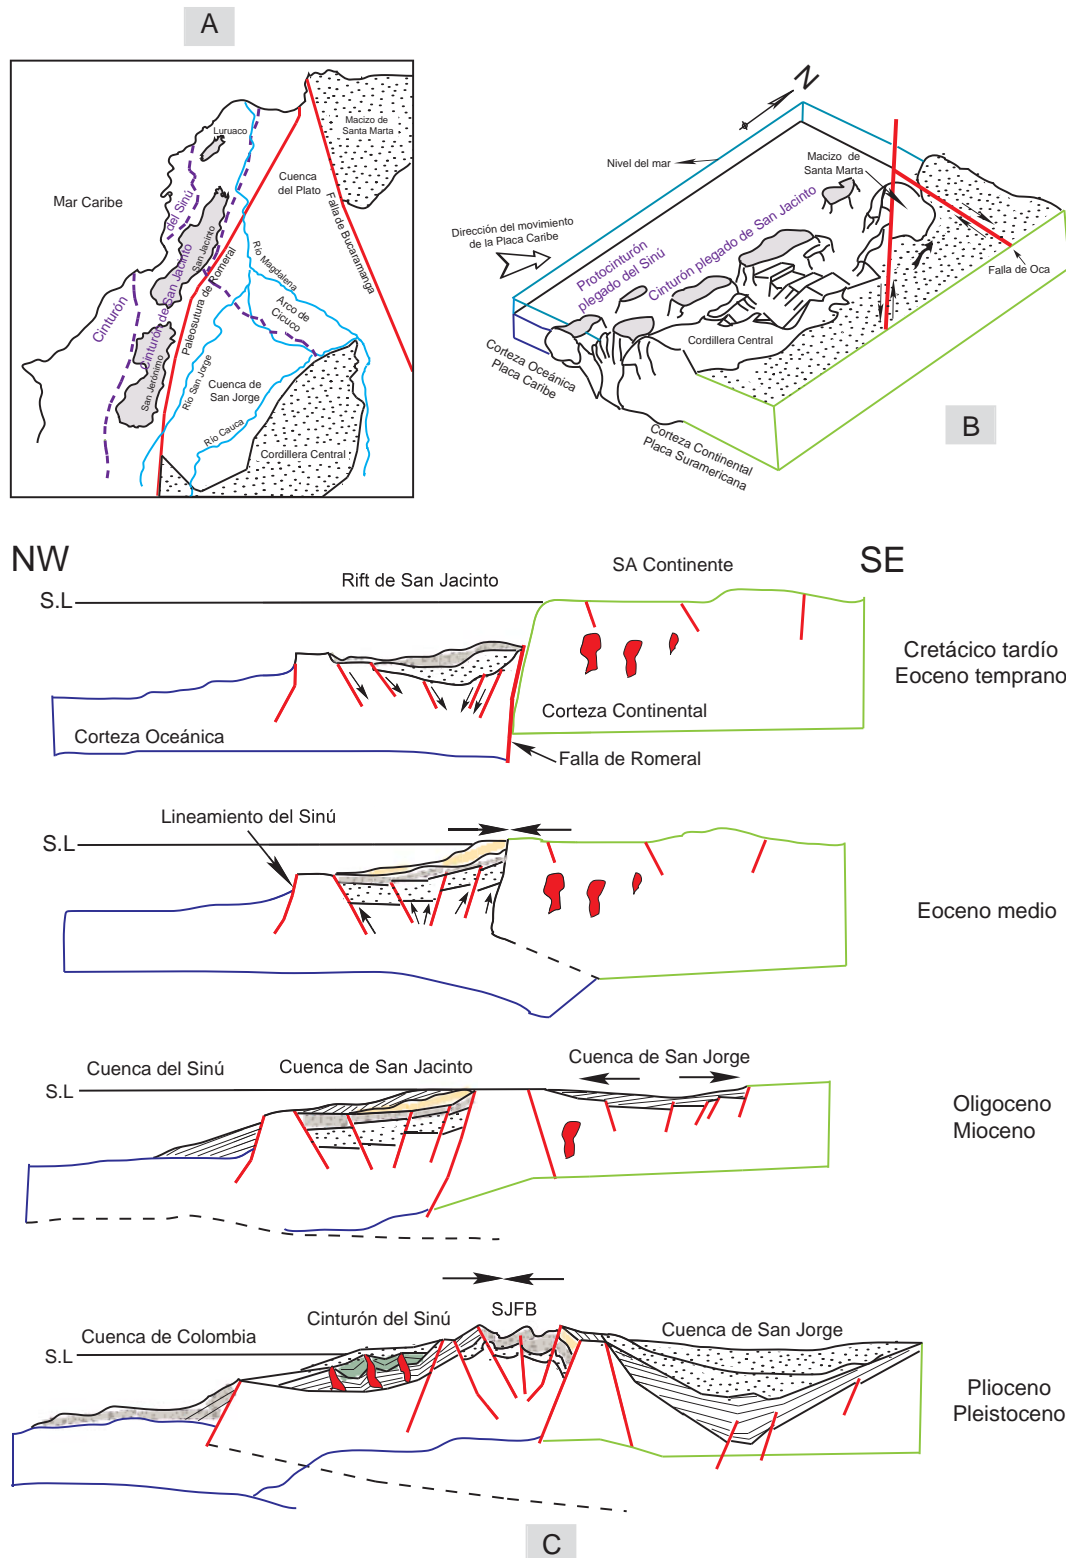 A
Luruaco
Macizo de
Santa Marta
Cuenca
del Plato
Mar Caribe
Cinturón
del Sinú
San Jacinto
Cinturón de San Jacinto
San Jerónimo
Paleosutura de Romeral
Falla de Bucaramanga
Río Magdalena
Arco de
Cicuco
Río San Jorge
Cuenca de
San Jorge
Río Cauca
Cordillera Central
N
Nivel del mar
Macizo de
Santa Marta
Dirección del movimiento
de la Placa Caribe
Protocinturón
plegado del Sinú
Cinturón plegado de San Jacinto
Falla de Oca
Cordillera Central
Corteza Oceánica
Placa Caribe
Corteza Continental
Placa Suramericana
B
NW
SE
Rift de San Jacinto
SA Continente
S.L
Cretácico tardío
Eoceno temprano
Corteza Oceánica
Corteza Continental
Falla de Romeral
Lineamiento del Sinú
S.L
Eoceno medio
Cuenca del Sinú
Cuenca de San Jacinto
Cuenca de San Jorge
S.L
Oligoceno
Mioceno
Cinturón del Sinú
SJFB
Cuenca de Colombia
Cuenca de San Jorge
S.L
Plioceno
Pleistoceno
C